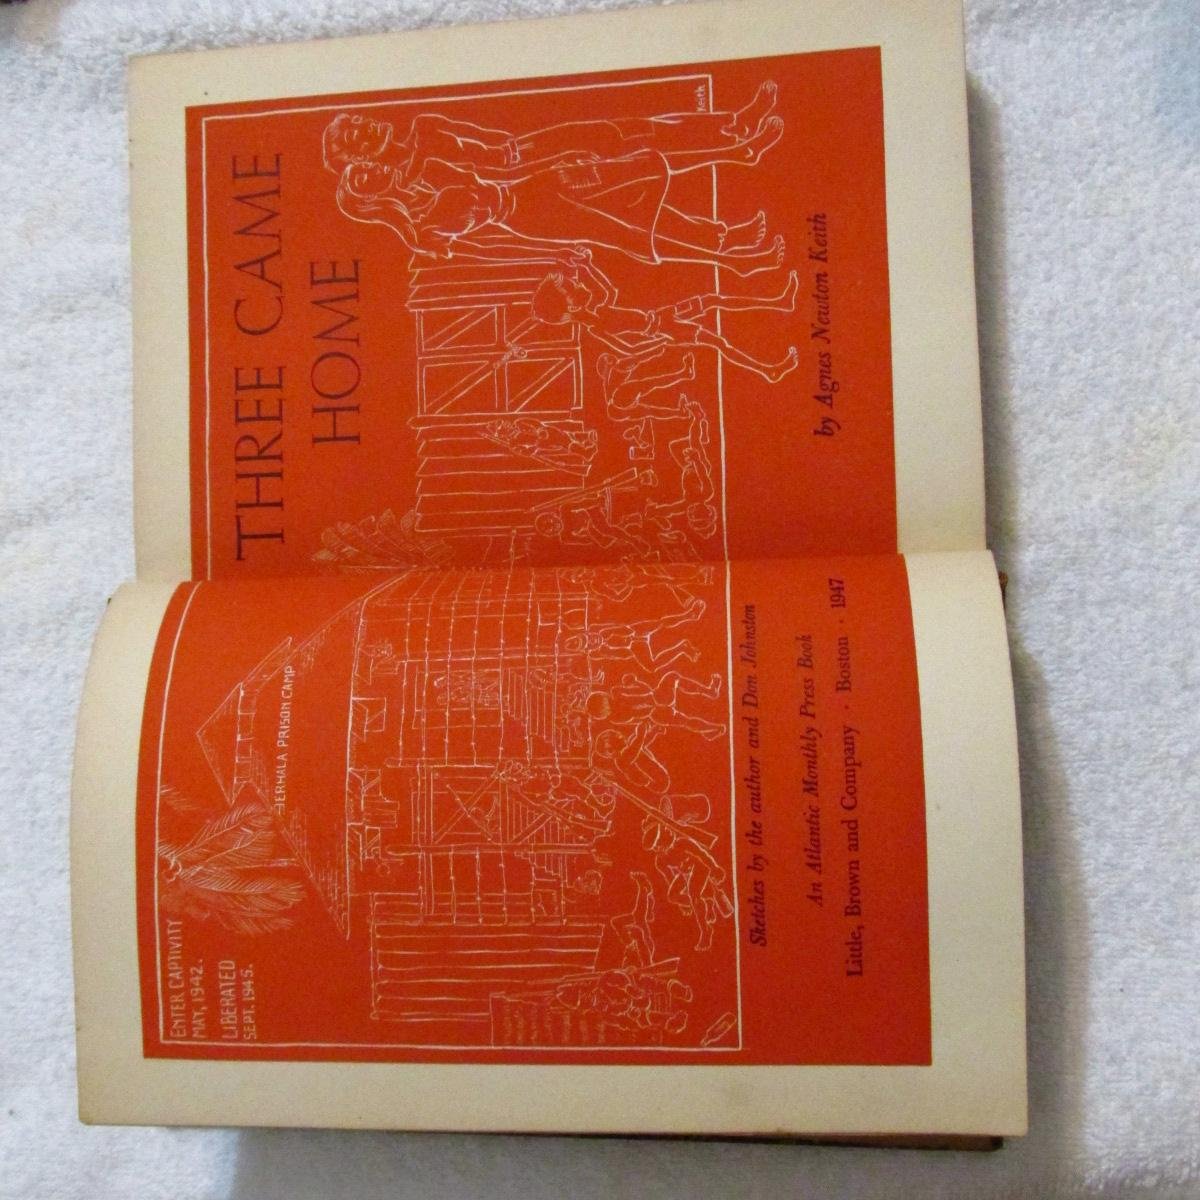 ENTER CAPTIVITY
MAY, 1942.
LIBERATED
SEPT. 1945.
PRISON CAMP
Sketches by the author and Don Johnston
An Atlantic Monthly Press Book
Little, Brown and Company · Boston · 1947
THREE CAME
HOME
Keith
by Agnes Newton Keith